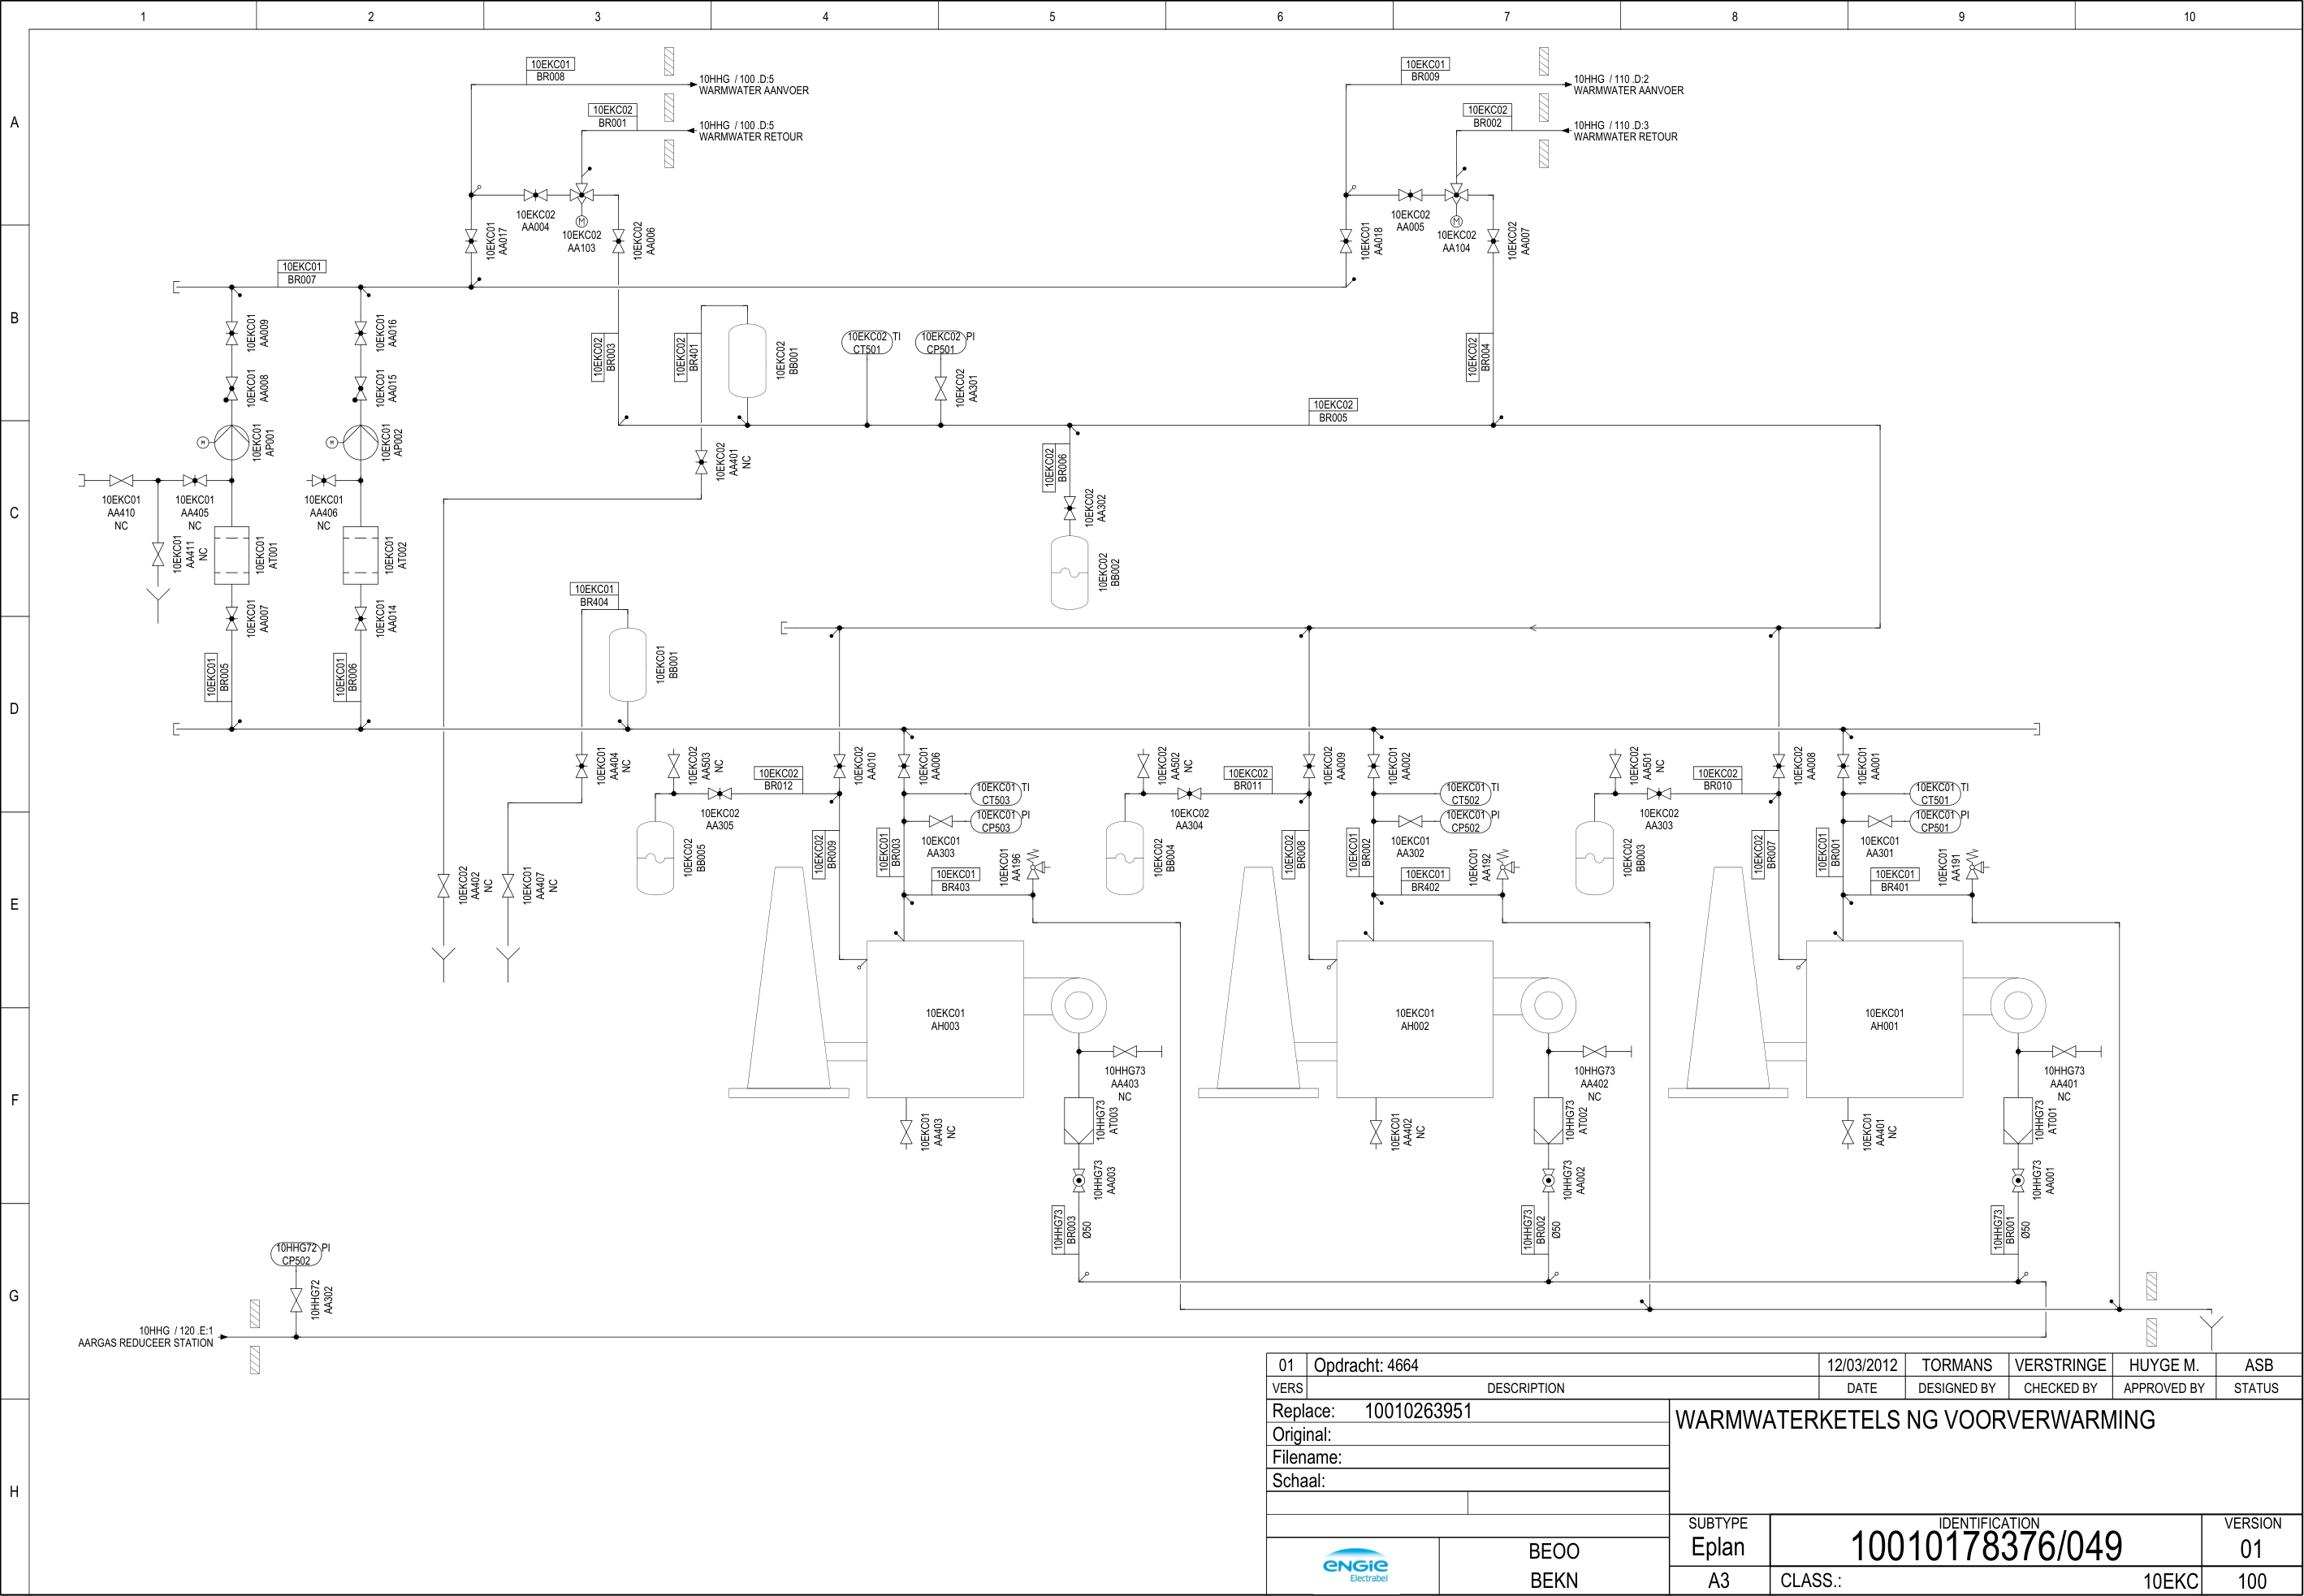 1 2 3 4 5 6 7 8 9 10
A
B
C
D
E
F
G
H
10EKC01
BR008
10HHG / 100 .D:5
WARMWATER AANVOER
10EKC02
BR001
10HHG / 100 .D:5
WARMWATER RETOUR
10EKC01
BR009
10HHG / 110 .D:2
WARMWATER AANVOER
10EKC02
BR002
10HHG / 110 .D:3
WARMWATER RETOUR
10EKC01
AA017
10EKC02
AA004
M
10EKC02
AA103
10EKC02
AA006
10EKC01
AA018
10EKC02
AA005
M
10EKC02
AA104
10EKC02
AA007
10EKC01
BR007
10EKC01
AA009
10EKC01
AA016
10EKC01
AA008
10EKC01
AA015
10EKC02
BR003
10EKC02
BR401
10EKC02
BB001
10EKC02 TI
CT501
10EKC02 PI
CP501
10EKC02
AA301
10EKC02
BR004
10EKC02
BR005
M
10EKC01
AP001
M
10EKC01
AP002
10EKC02
AA401
NC
10EKC02
BR006
10EKC02
AA302
10EKC02
BB002
10EKC01
AA410
NC
10EKC01
AA405
NC
10EKC01
AA406
NC
10EKC01
AA411
NC
10EKC01
AT001
10EKC01
AT002
10EKC01
AA007
10EKC01
AA014
10EKC01
BR005
10EKC01
BR006
10EKC01
BR404
10EKC01
BB001
10EKC01
AA404
NC
10EKC02
AA402
NC
10EKC01
AA407
NC
10EKC02
AA503
NC
10EKC02
BR012
10EKC02
AA305
10EKC02
BB005
10EKC02
AA010
10EKC01
AA006
10EKC01 TI
CT503
10EKC01 PI
CP503
10EKC01
AA303
10EKC02
BR009
10EKC01
BR003
10EKC01
BR403
10EKC01
AA196
10EKC02
AA502
NC
10EKC02
BR011
10EKC02
AA304
10EKC02
BB004
10EKC02
AA009
10EKC01
AA002
10EKC01 TI
CT502
10EKC01 PI
CP502
10EKC01
AA302
10EKC02
BR008
10EKC01
BR002
10EKC01
BR402
10EKC01
AA192
10EKC02
AA501
NC
10EKC02
BR010
10EKC02
AA303
10EKC02
BB003
10EKC02
AA008
10EKC01
AA001
10EKC01 TI
CT501
10EKC01 PI
CP501
10EKC01
AA301
10EKC02
BR007
10EKC01
BR001
10EKC01
BR401
10EKC01
AA191
10EKC01
AH003
10EKC01
AH002
10EKC01
AH001
10HHG73
AA403
NC
10HHG73
AA402
NC
10HHG73
AA401
NC
10EKC01
AA403
NC
10HHG73
AT003
10EKC01
AA402
NC
10HHG73
AT002
10EKC01
AA401
NC
10HHG73
AT001
10HHG73
AA003
10HHG73
AA002
10HHG73
AA001
10HHG73
BR003
Ø50
10HHG73
BR002
Ø50
10HHG73
BR001
Ø50
10HHG72 PI
CP502
10HHG72
AA302
10HHG / 120 .E:1
AARGAS REDUCEER STATION
01 Opdracht: 4664 12/03/2012 TORMANS VERSTRINGE HUYGE M. ASB
VERS DESCRIPTION DATE DESIGNED BY CHECKED BY APPROVED BY STATUS
Replace: 10010263951
Original:
Filename:
Schaal:
WARMWATERKETELS NG VOORVERWARMING
ENGIE
Electrabel
BEOO
BEKN
SUBTYPE
Eplan
A3
IDENTIFICATION
10010178376/049
CLASS.: 10EKC
VERSION
01
100